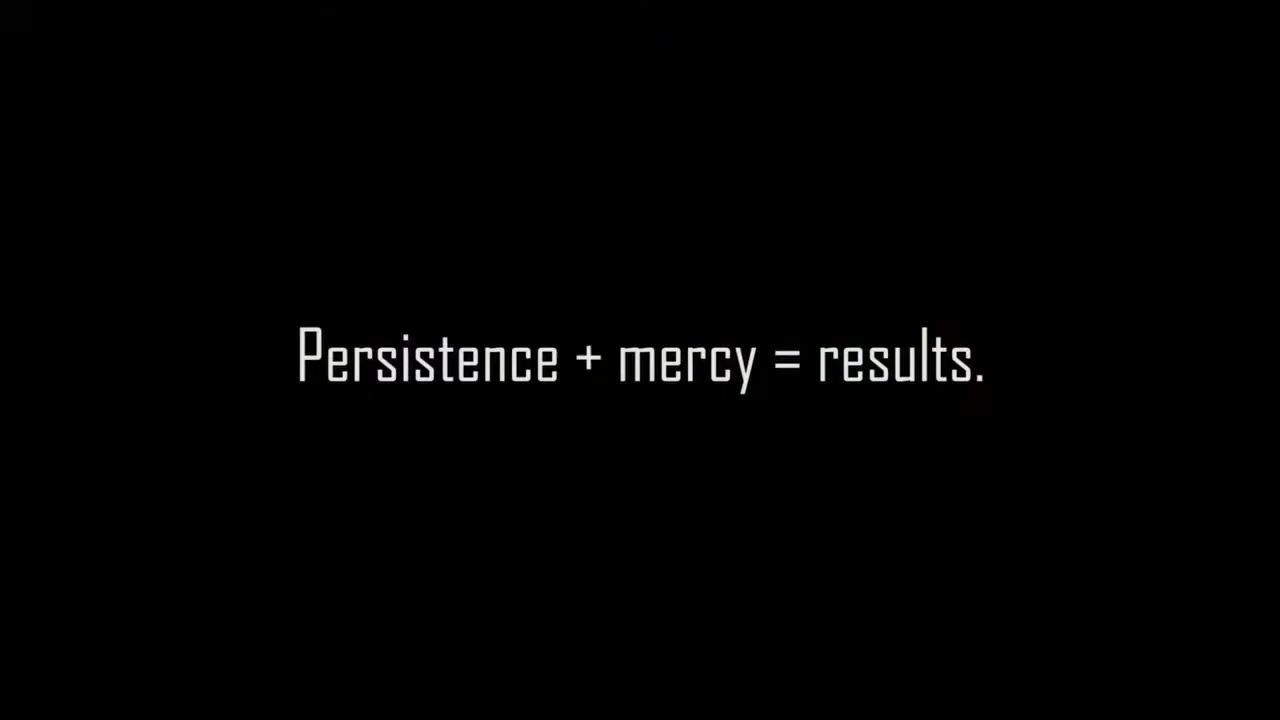 Persistence + mercy = results.